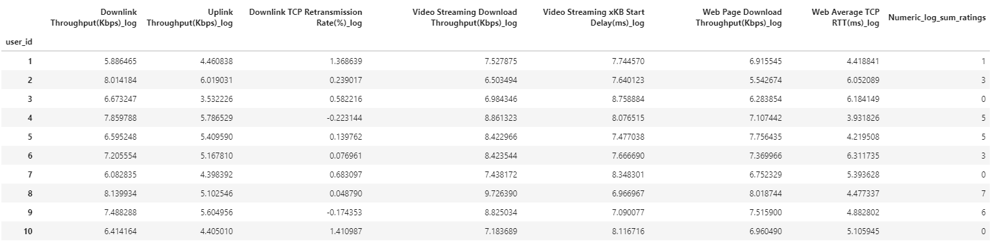 Downlink Throughput(Kbps)_log Uplink Throughput(Kbps)_log Downlink TCP Retransmission Rate(%)_log Video Streaming Download Throughput(Kbps)_log Video Streaming xKB Start Delay(ms)_log Web Page Download Throughput(Kbps)_log Web Average TCP RTT(ms)_log Numeric_log_sum_ratings
user_id
1 5.886465 4.460838 1.368639 7.527875 7.744570 6.915545 4.418841 1
2 8.014184 6.019031 0.239017 6.503494 7.640123 5.542674 6.052089 3
3 6.673247 3.532226 0.582216 6.984346 8.758884 6.283854 6.184149 0
4 7.859788 5.786529 -0.223144 8.861323 8.076515 7.107442 3.931826 5
5 6.595248 5.409590 0.139762 8.422966 7.477038 7.756435 4.219508 5
6 7.205554 5.167810 0.076961 8.423544 7.666690 7.369966 6.311735 3
7 6.082835 4.398392 0.683097 7.438172 8.348301 6.752329 5.393628 0
8 8.139934 5.102546 0.048790 9.726390 6.966967 8.018744 4.477337 7
9 7.488288 5.604956 -0.174353 8.825034 7.090077 7.515900 4.882802 6
10 6.414164 4.405010 1.410987 7.183689 8.116716 6.960490 5.105945 0